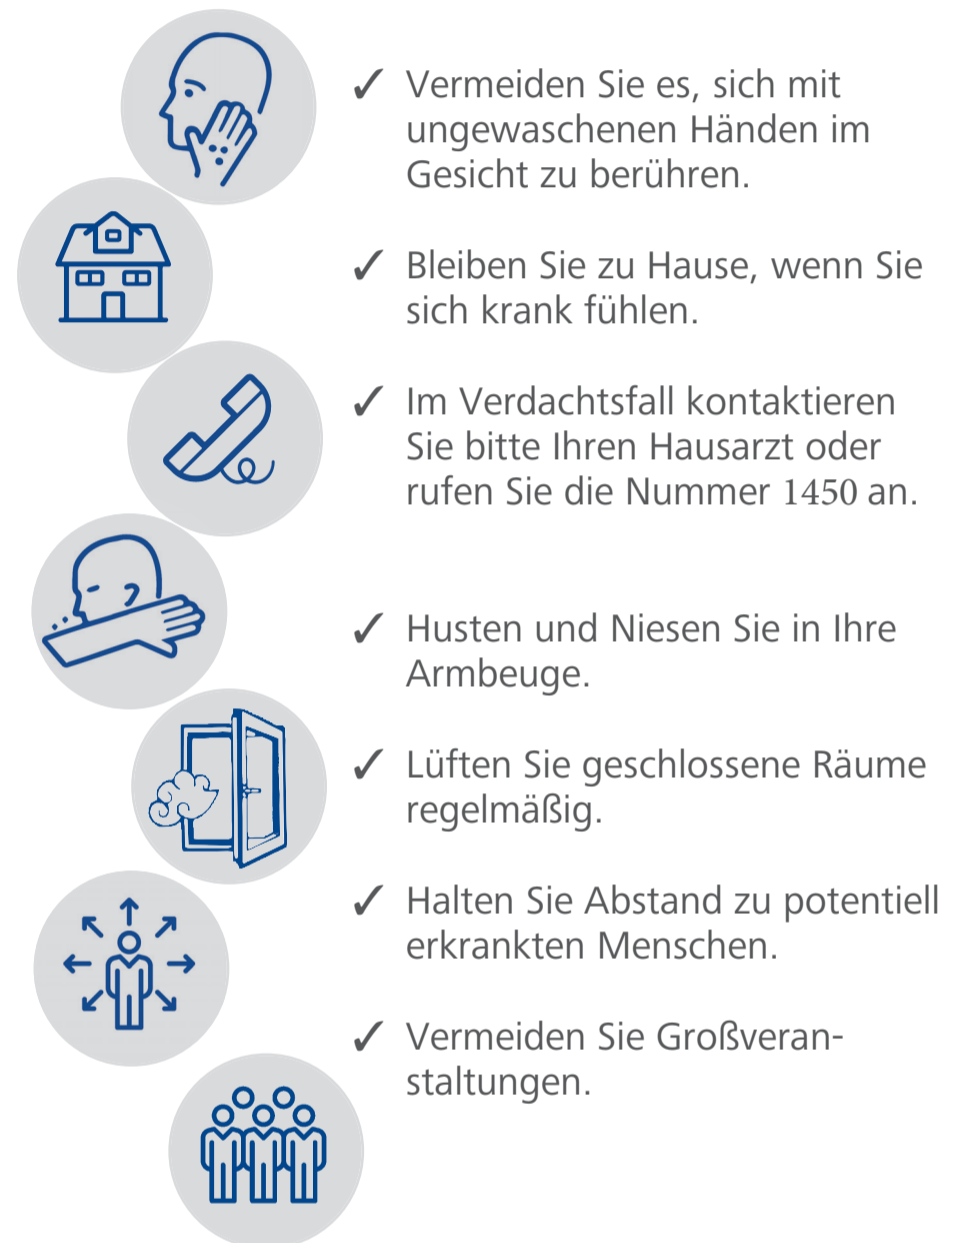 ✓ Vermeiden Sie es, sich mit
ungewaschenen Händen im
Gesicht zu berühren.
✓ Bleiben Sie zu Hause, wenn Sie
sich krank fühlen.
✓ Im Verdachtsfall kontaktieren
Sie bitte Ihren Hausarzt oder
rufen Sie die Nummer 1450 an.
✓ Husten und Niesen Sie in Ihre
Armbeuge.
✓ Lüften Sie geschlossene Räume
regelmäßig.
✓ Halten Sie Abstand zu potentiell
erkrankten Menschen.
✓ Vermeiden Sie Großveran-
staltungen.